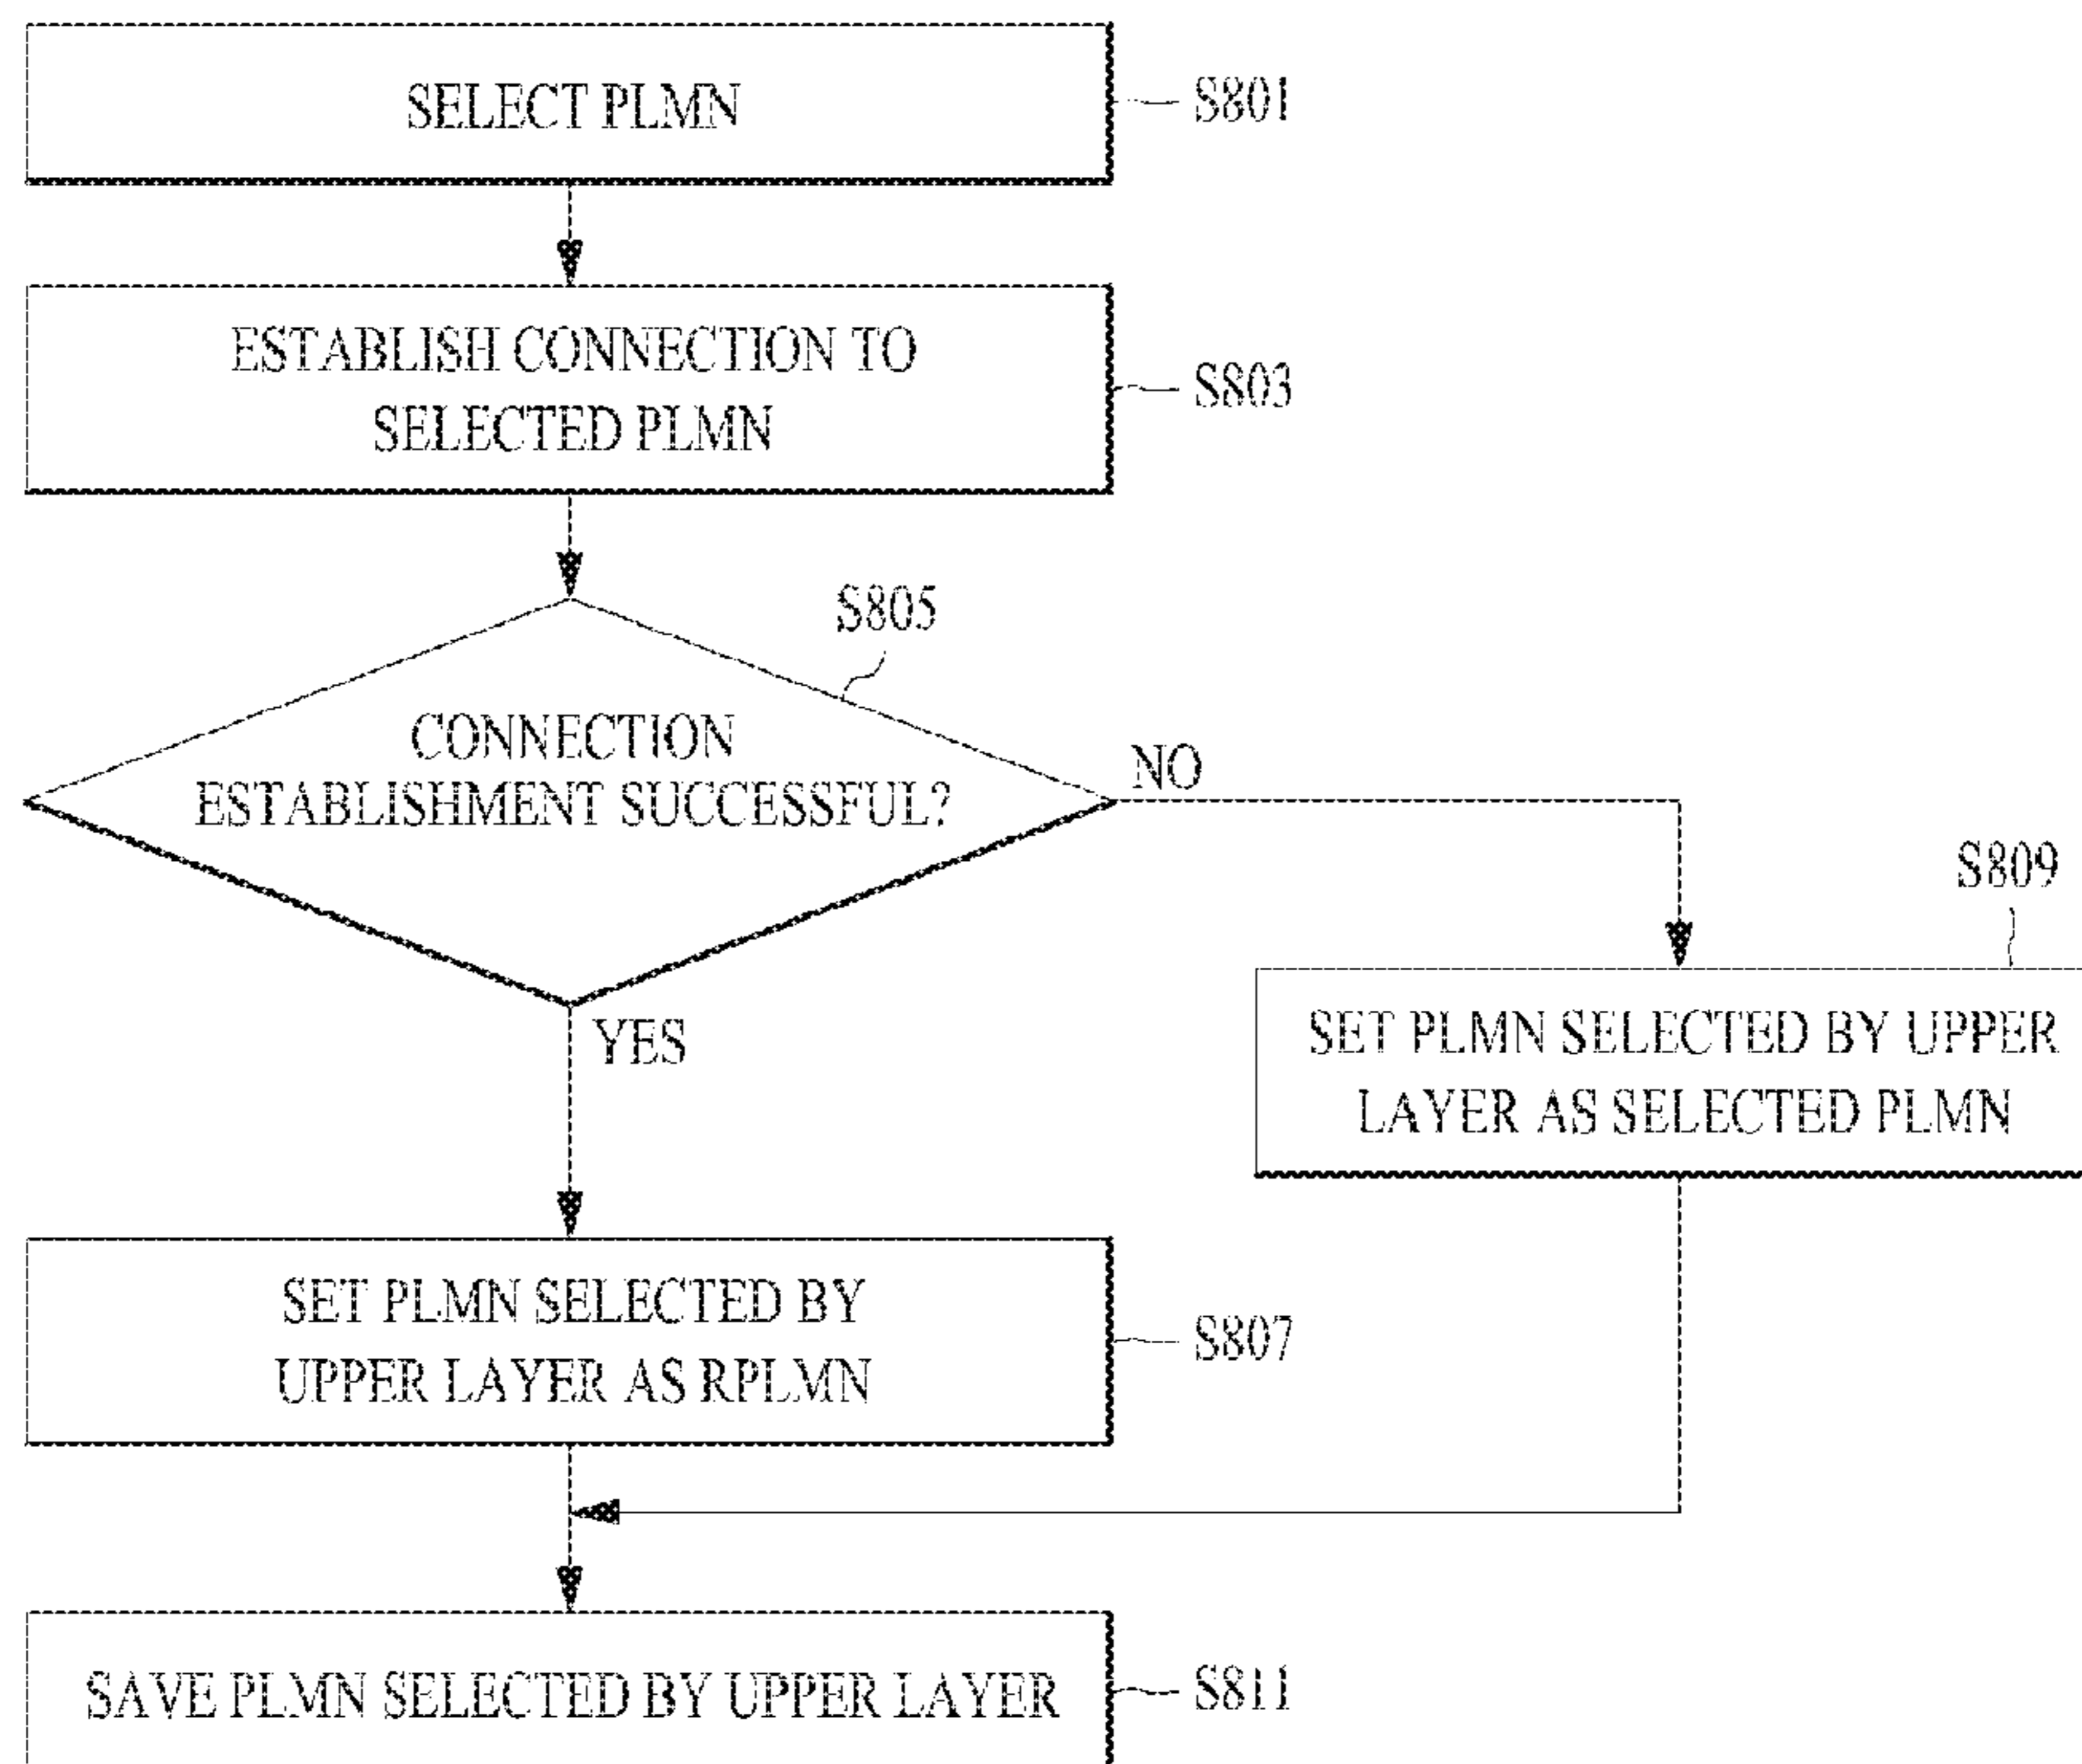 SELECT PLMN
S801
ESTABLISH CONNECTION TO
SELECTED PLMN
S803
S805
CONNECTION
ESTABLISHMENT SUCCESSFUL?
NO
YES
S809
SET PLMN SELECTED BY UPPER
LAYER AS SELECTED PLMN
SET PLMN SELECTED BY
UPPER LAYER AS RPLMN
S807
SAVE PLMN SELECTED BY UPPER LAYER
S811